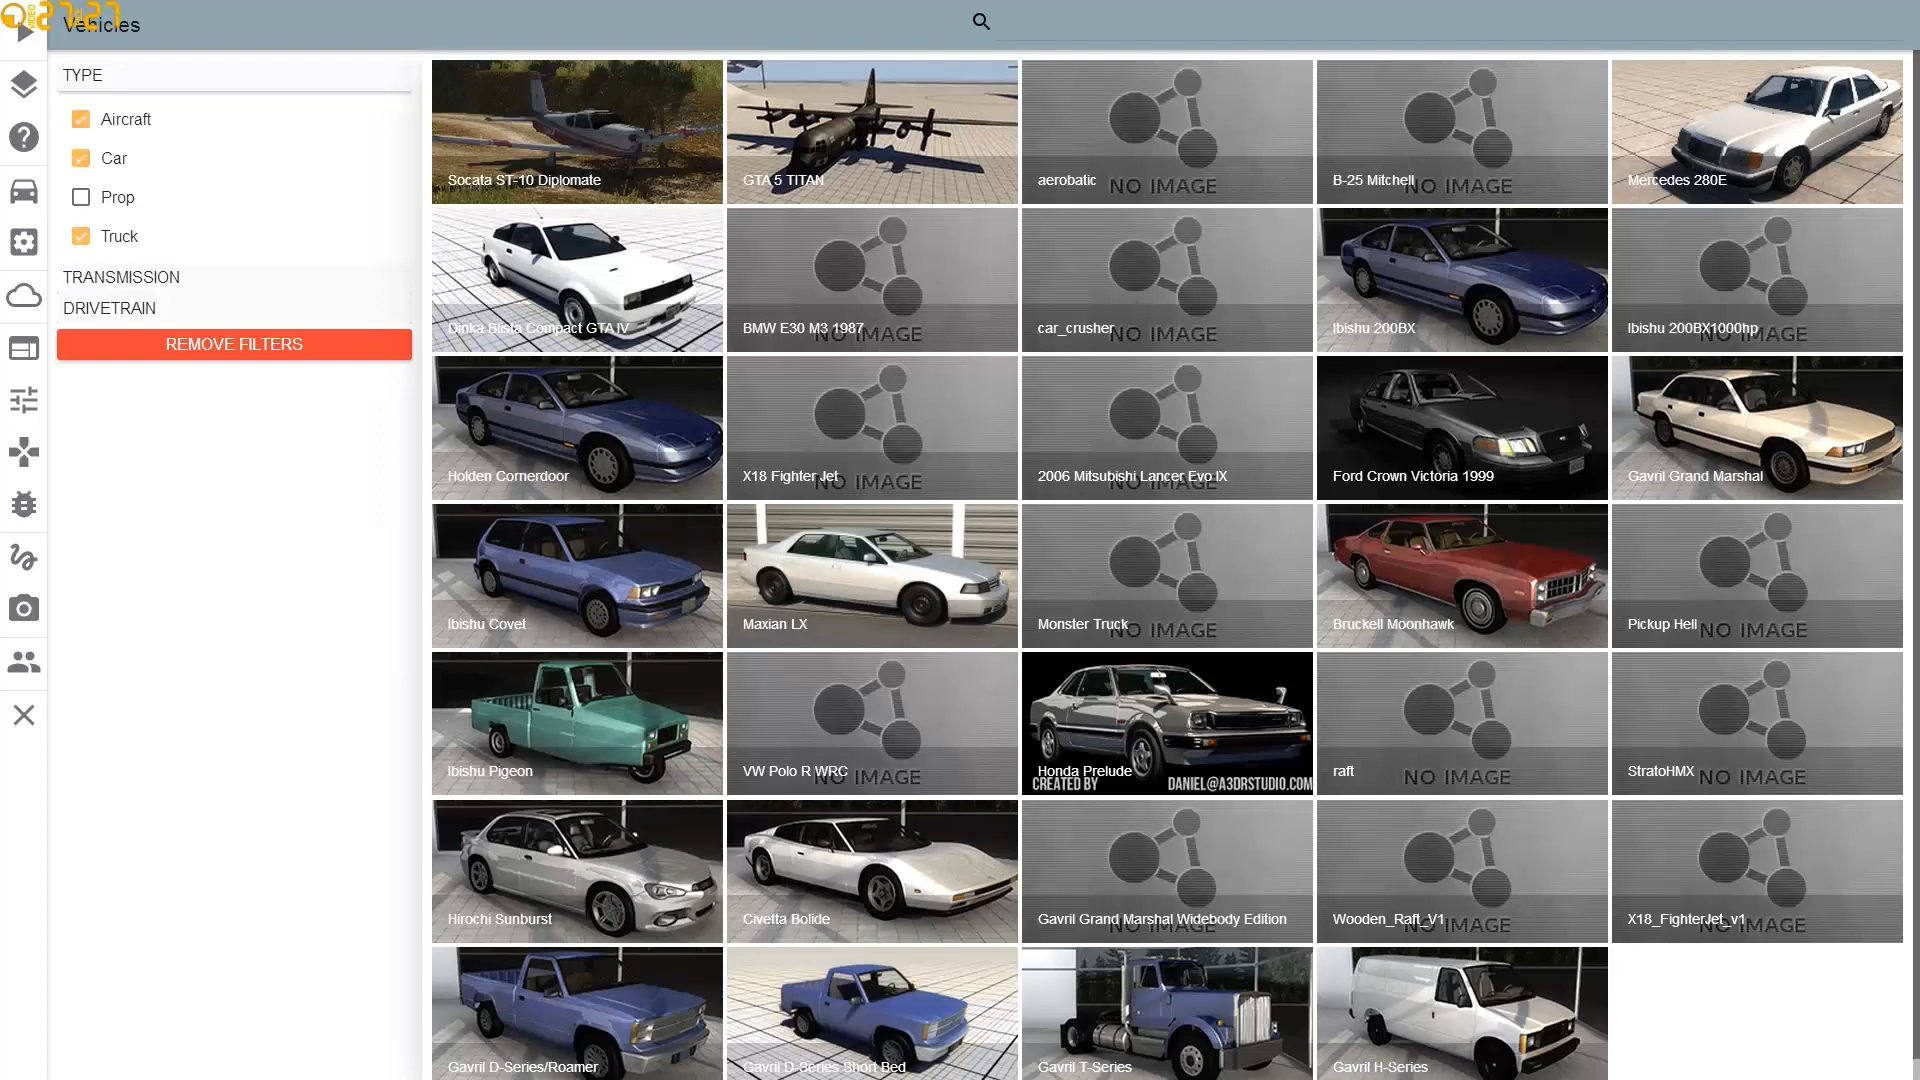 27:27
VIDEO
Vehicles
TYPE
Aircraft
Car
Prop
Truck
TRANSMISSION
DRIVETRAIN
REMOVE FILTERS
Socata ST-10 Diplomate
GTA 5 TITAN
aerobatic
NO IMAGE
B-25 Mitchell
NO IMAGE
Mercedes 280E
Dinka Blista Compact GTA IV
BMW E30 M3 1987
NO IMAGE
car_crusher
NO IMAGE
Ibishu 200BX
Ibishu 200BX1000hp
NO IMAGE
Holden Cornerdoor
X18 Fighter Jet
NO IMAGE
2006 Mitsubishi Lancer Evo IX
NO IMAGE
Ford Crown Victoria 1999
Gavril Grand Marshal
Ibishu Covet
Maxian LX
Monster Truck
NO IMAGE
Bruckell Moonhawk
Pickup Hell
NO IMAGE
Ibishu Pigeon
VW Polo R WRC
NO IMAGE
Honda Prelude
CREATED BY DANIEL@A3DRSTUDIO.COM
raft
NO IMAGE
StratoHMX
NO IMAGE
Hirochi Sunburst
Civetta Bolide
Gavril Grand Marshal Widebody Edition
NO IMAGE
Wooden_Raft_V1
NO IMAGE
X18_FighterJet_v1
NO IMAGE
Gavril D-Series/Roamer
Gavril D-Series Short Bed
Gavril T-Series
Gavril H-Series